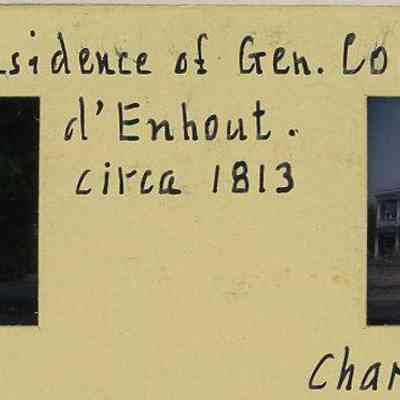 sidence of Gen. Co
d'Enhout.
circa 1813
Char